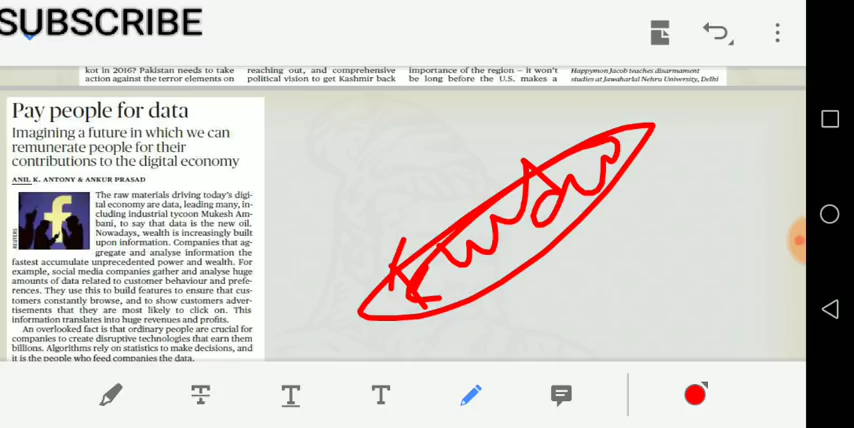 SUBSCRIBE
kot in 2016? Pakistan needs to take
action against the terror elements on
reaching out, and comprehensive
political vision to get Kashmir back
importance of the region – it won't
be long before the U.S. makes a
Happymon Jacob teaches disarmament
studies at Jawaharlal Nehru University, Delhi
Pay people for data
Imagining a future in which we can
remunerate people for their
contributions to the digital economy
ANIL K. ANTONY & ANKUR PRASAD
The raw materials driving today's digi-
tal economy are data, leading many, in-
cluding industrial tycoon Mukesh Am-
bani, to say that data is the new oil.
Nowadays, wealth is increasingly built
upon information. Companies that ag-
gregate and analyse information the
fastest accumulate unprecedented power and wealth. For
example, social media companies gather and analyse huge
amounts of data related to customer behaviour and prefe-
rences. They use this to build features to ensure that cus-
tomers constantly browse, and to show customers adver-
tisements that they are most likely to click on. This
information translates into huge revenues and profits.
An overlooked fact is that ordinary people are crucial for
companies to create disruptive technologies that earn them
billions. Algorithms rely on statistics to make decisions, and
it is the people who feed companies the data.
REUTERS
f
T
T
T